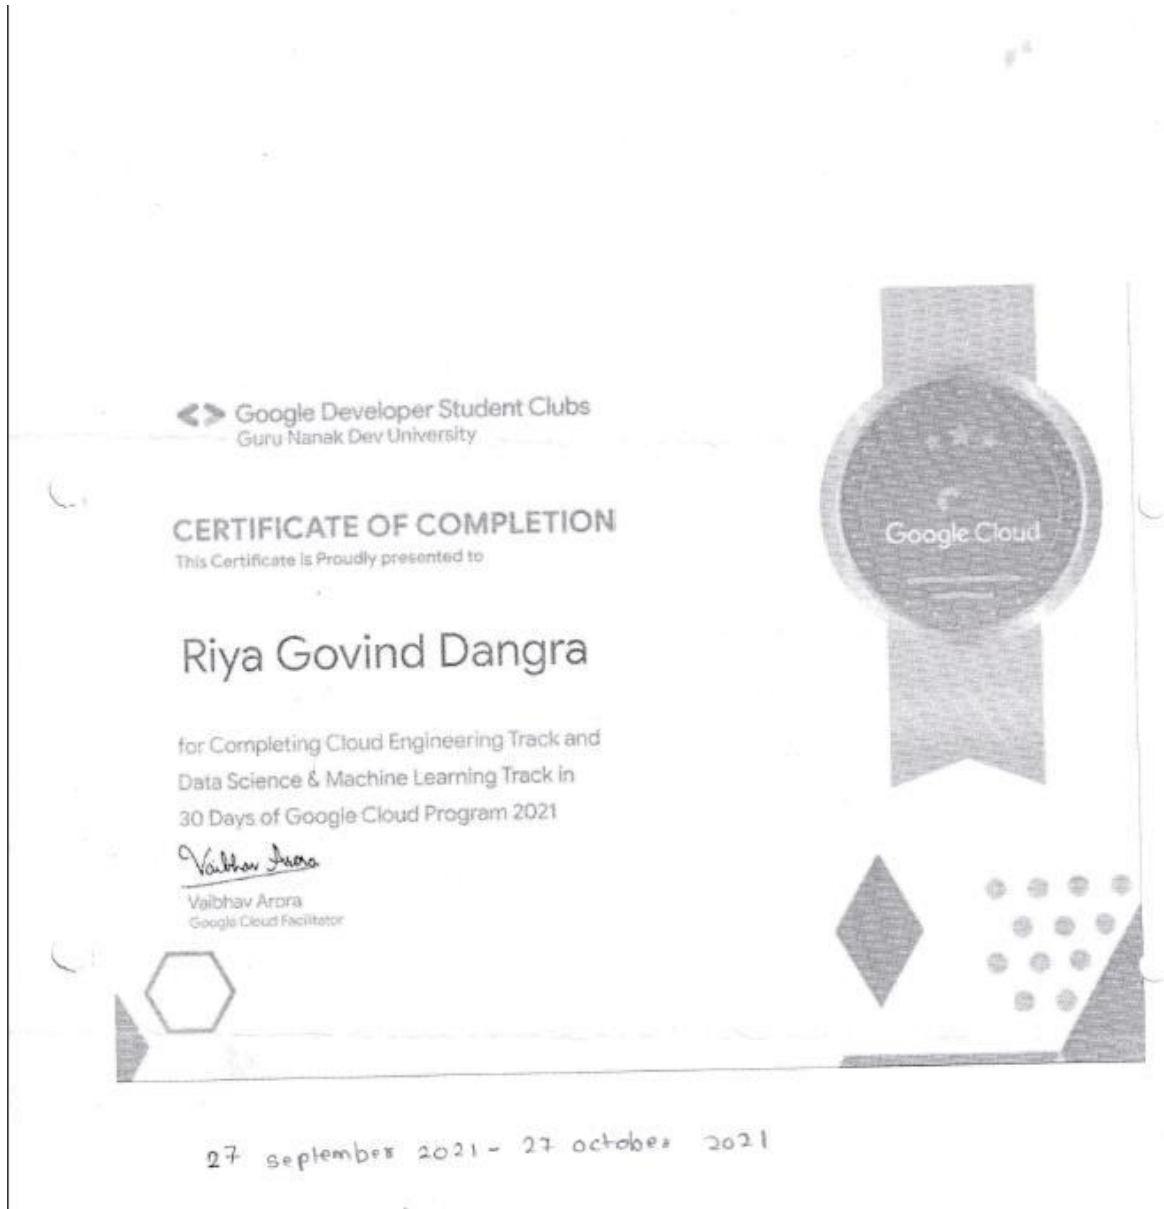 Google Developer Student Clubs
Guru Nanak Dev University
CERTIFICATE OF COMPLETION
This Certificate is Proudly presented to
Riya Govind Dangra
for Completing Cloud Engineering Track and
Data Science & Machine Learning Track in
30 Days of Google Cloud Program 2021
Vaibhav Arora
Vaibhav Arora
Google Cloud Facilitator
Google Cloud
27 september 2021 - 27 october 2021